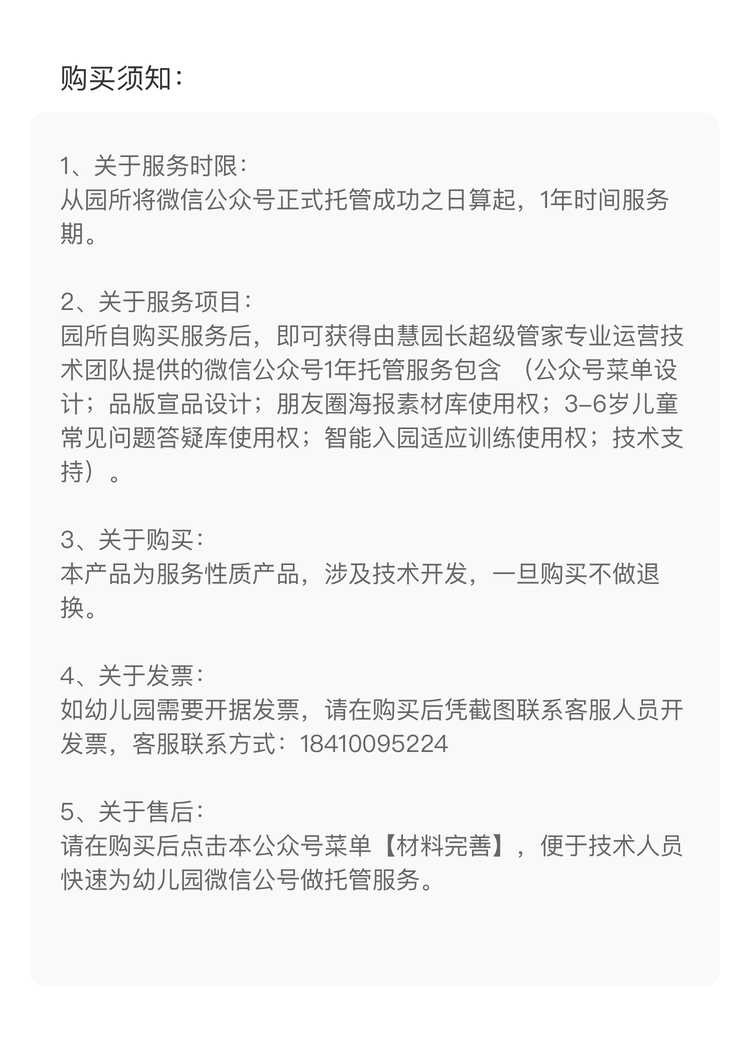 购买须知：
1、关于服务时限：
从园所将微信公众号正式托管成功之日算起，1年时间服务
期。
2、关于服务项目：
园所自购买服务后，即可获得由慧园长超级管家专业运营技
术团队提供的微信公众号1年托管服务包含 （公众号菜单设
计；品版宣品设计；朋友圈海报素材库使用权；3-6岁儿童
常见问题答疑库使用权；智能入园适应训练使用权；技术支
持）。
3、关于购买：
本产品为服务性质产品，涉及技术开发，一旦购买不做退
换。
4、关于发票：
如幼儿园需要开据发票，请在购买后凭截图联系客服人员开
发票，客服联系方式：18410095224
5、关于售后：
请在购买后点击本公众号菜单【材料完善】，便于技术人员
快速为幼儿园微信公号做托管服务。